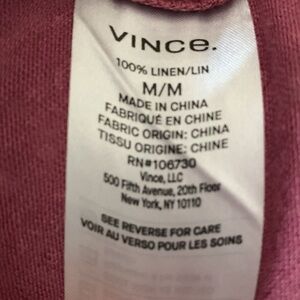 VINCe.
100% LINEN/LIN
M/M
MADE IN CHINA
FABRIQUÉ EN CHINE
FABRIC ORIGIN: CHINA
TISSU ORIGINE: CHINE
RN#106730
Vince, LLC
500 Fifth Avenue, 20th Floor
New York, NY 10110
SEE REVERSE FOR CARE
VOIR AU VERSO POUR LES SOINS